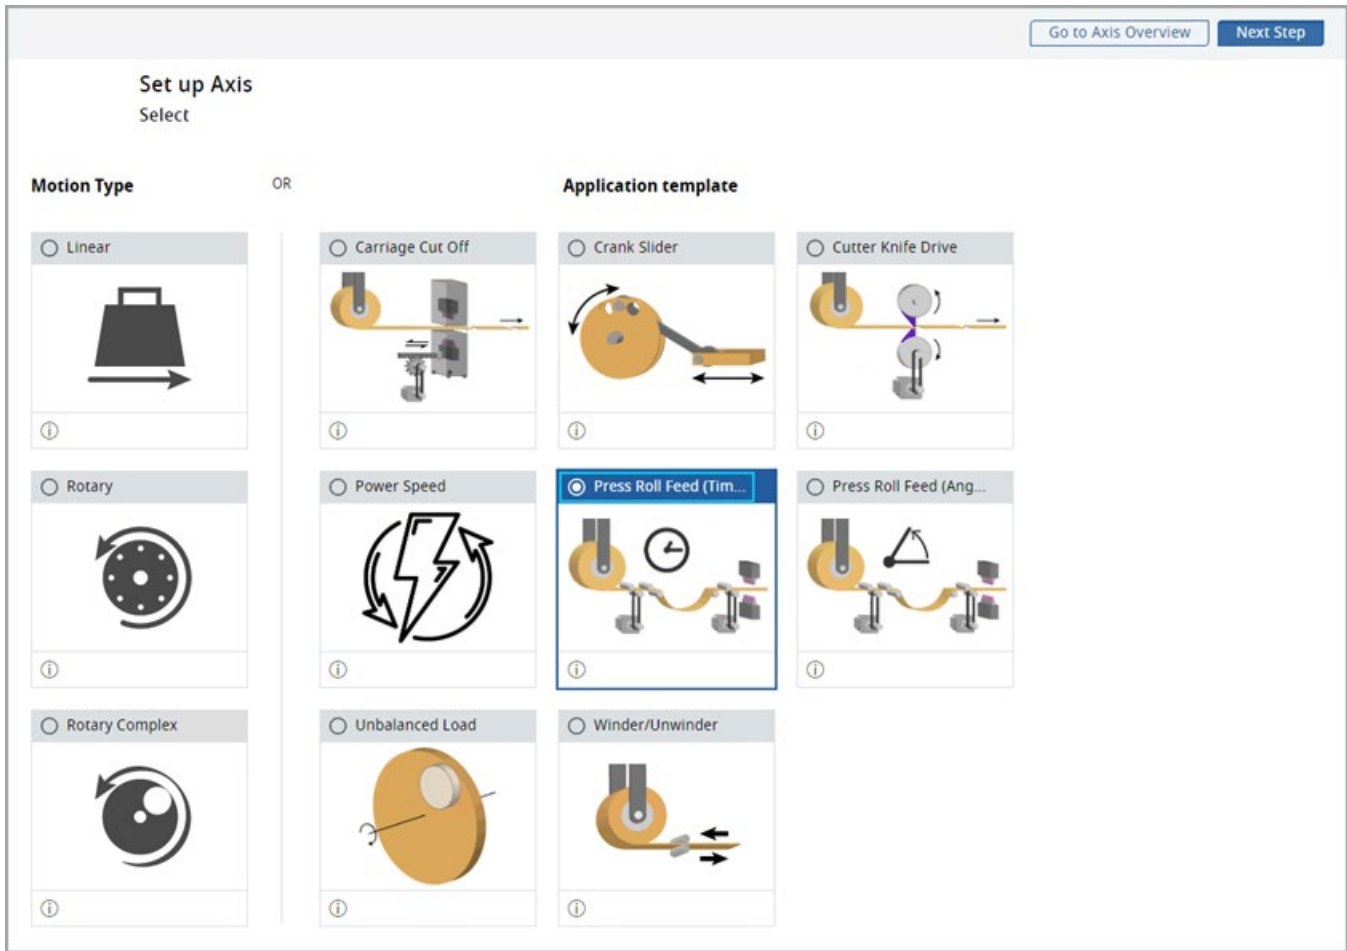 Go to Axis Overview
Next Step
Set up Axis
Select
Motion Type
OR
Application template
Linear
Carriage Cut Off
Crank Slider
Cutter Knife Drive
Rotary
Power Speed
Press Roll Feed (Tim...
Press Roll Feed (Ang...
Rotary Complex
Unbalanced Load
Winder/Unwinder